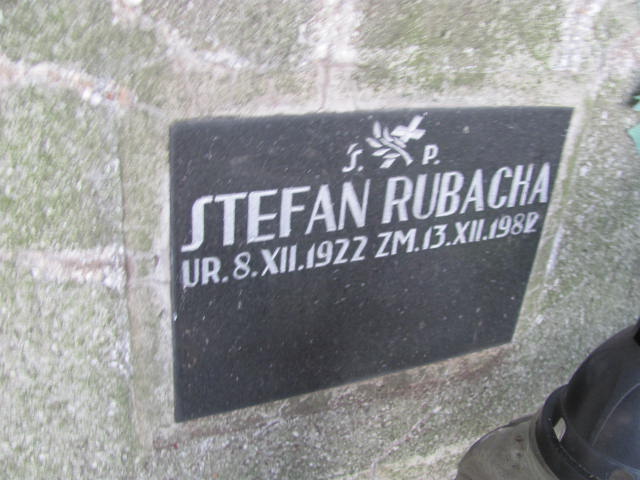 Ś. P.
STEFAN RUBACHA
UR. 8. XII. 1922 ZM. 13. XII. 1982